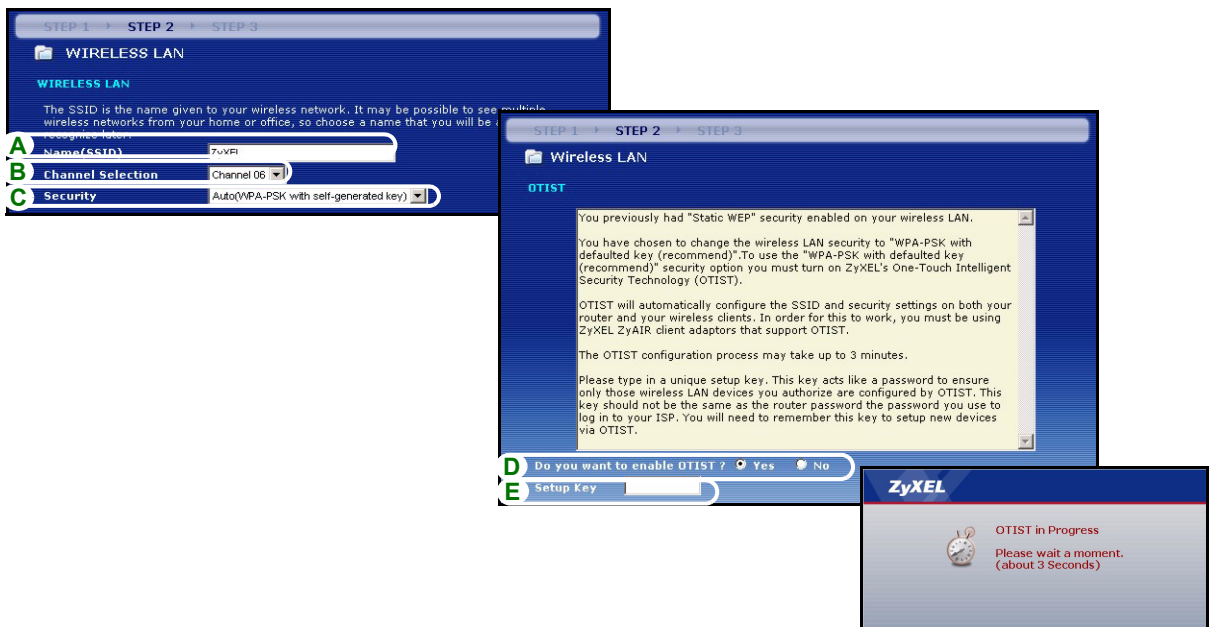 STEP 1 STEP 2 STEP 3
WIRELESS LAN
WIRELESS LAN
The SSID is the name given to your wireless network. It may be possible to see multiple
wireless networks from your home or office, so choose a name that you will be
recognize later.
A Name(SSID) ZyXEL
B Channel Selection Channel 06
C Security Auto(WPA-PSK with self-generated key)
STEP 1 STEP 2 STEP 3
Wireless LAN
OTIST
You previously had "Static WEP" security enabled on your wireless LAN.
You have chosen to change the wireless LAN security to "WPA-PSK with
defaulted key (recommend)".To use the "WPA-PSK with defaulted key
(recommend)" security option you must turn on ZyXEL's One-Touch Intelligent
Security Technology (OTIST).
OTIST will automatically configure the SSID and security settings on both your
router and your wireless clients. In order for this to work, you must be using
ZyXEL ZyAIR client adaptors that support OTIST.
The OTIST configuration process may take up to 3 minutes.
Please type in a unique setup key. This key acts like a password to ensure
only those wireless LAN devices you authorize are configured by OTIST. This
key should not be the same as the router password the password you use to
log in to your ISP. You will need to remember this key to setup new devices
via OTIST.
D Do you want to enable OTIST ? Yes No
E Setup Key
ZyXEL
OTIST in Progress
Please wait a moment.
(about 3 Seconds)